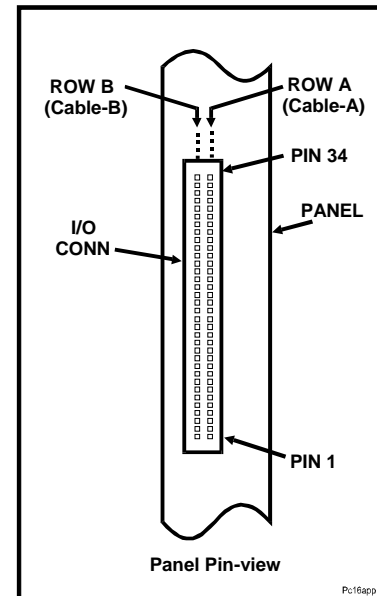 ROW B
(Cable-B)
ROW A
(Cable-A)
PIN 34
PANEL
I/O
CONN
PIN 1
Panel Pin-view
Pc16app